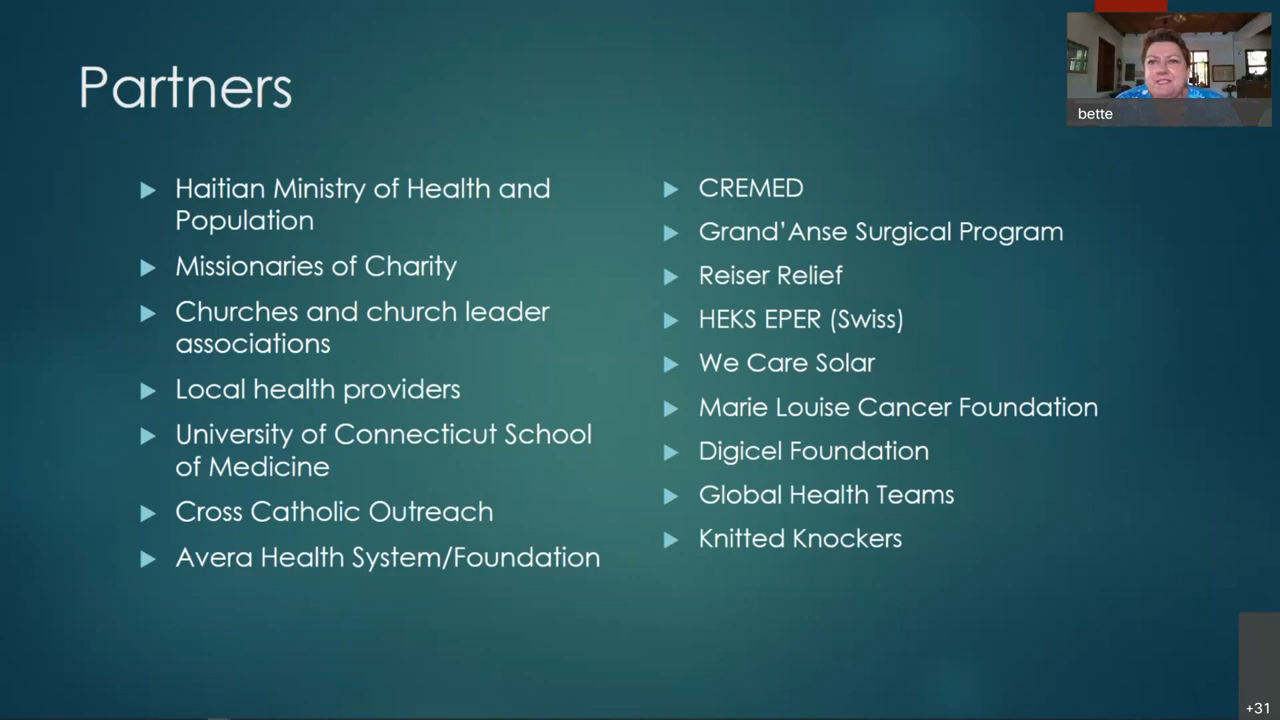 Partners
Haitian Ministry of Health and
Population
Missionaries of Charity
Churches and church leader
associations
Local health providers
University of Connecticut School
of Medicine
Cross Catholic Outreach
Avera Health System/Foundation
CREMED
Grand'Anse Surgical Program
Reiser Relief
HEKS EPER (Swiss)
We Care Solar
Marie Louise Cancer Foundation
Digicel Foundation
Global Health Teams
Knitted Knockers
bette
+31